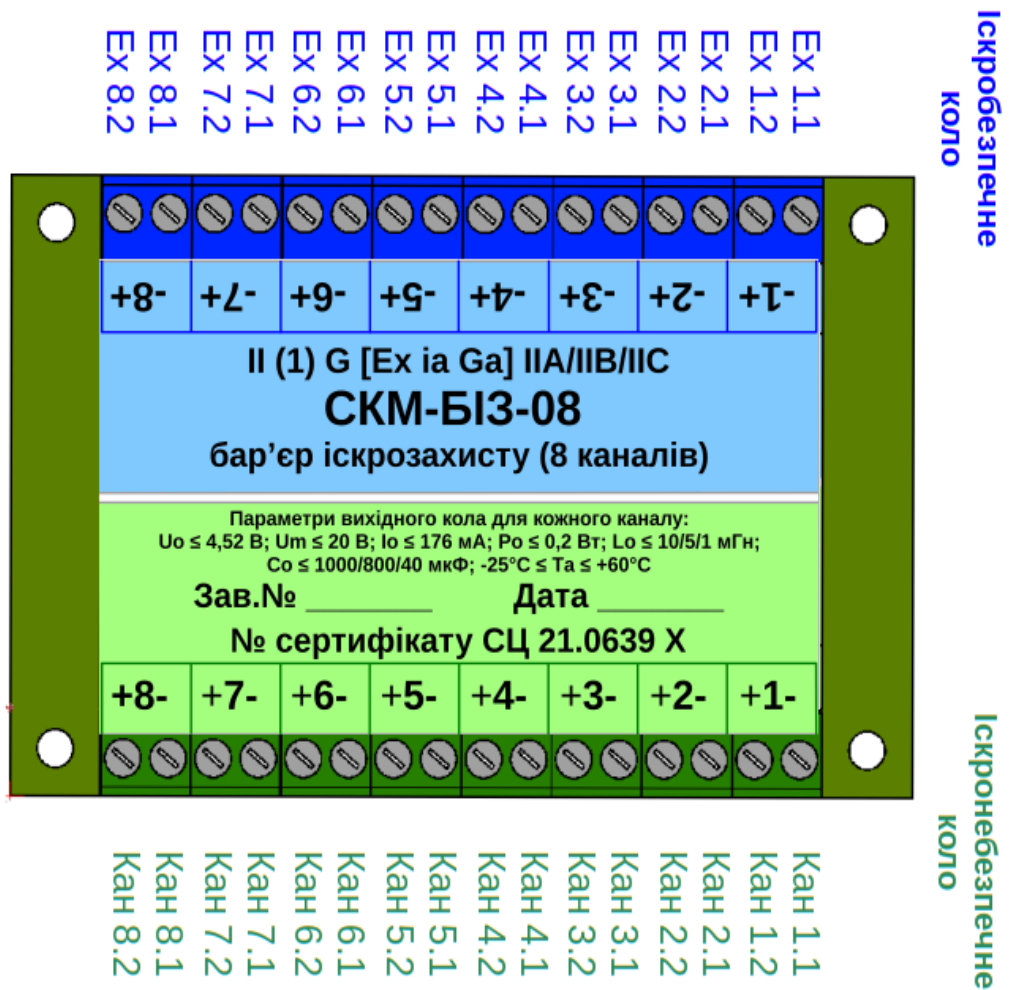 Ex 8.2
Ex 8.1
Ex 7.2
Ex 7.1
Ex 6.2
Ex 6.1
Ex 5.2
Ex 5.1
Ex 4.2
Ex 4.1
Ex 3.2
Ex 3.1
Ex 2.2
Ex 2.1
Ex 1.2
Ex 1.1
Іскробезпечне
коло
+8-
+7-
+6-
+5-
+4-
+3-
+2-
+1-
II (1) G [Ex ia Ga] IIA/IIB/IIC
СКМ-БІЗ-08
бар’єр іскрозахисту (8 каналів)
Параметри вихідного кола для кожного каналу:
Uo ≤ 4,52 В; Um ≤ 20 В; Io ≤ 176 мА; Po ≤ 0,2 Вт; Lo ≤ 10/5/1 мГн;
Co ≤ 1000/800/40 мкФ; -25°C ≤ Ta ≤ +60°C
Зав.№ _______ Дата _______
№ сертифікату СЦ 21.0639 X
+8-
+7-
+6-
+5-
+4-
+3-
+2-
+1-
Кан 8.2
Кан 8.1
Кан 7.2
Кан 7.1
Кан 6.2
Кан 6.1
Кан 5.2
Кан 5.1
Кан 4.2
Кан 4.1
Кан 3.2
Кан 3.1
Кан 2.2
Кан 2.1
Кан 1.2
Кан 1.1
Іскронебезпечне
коло